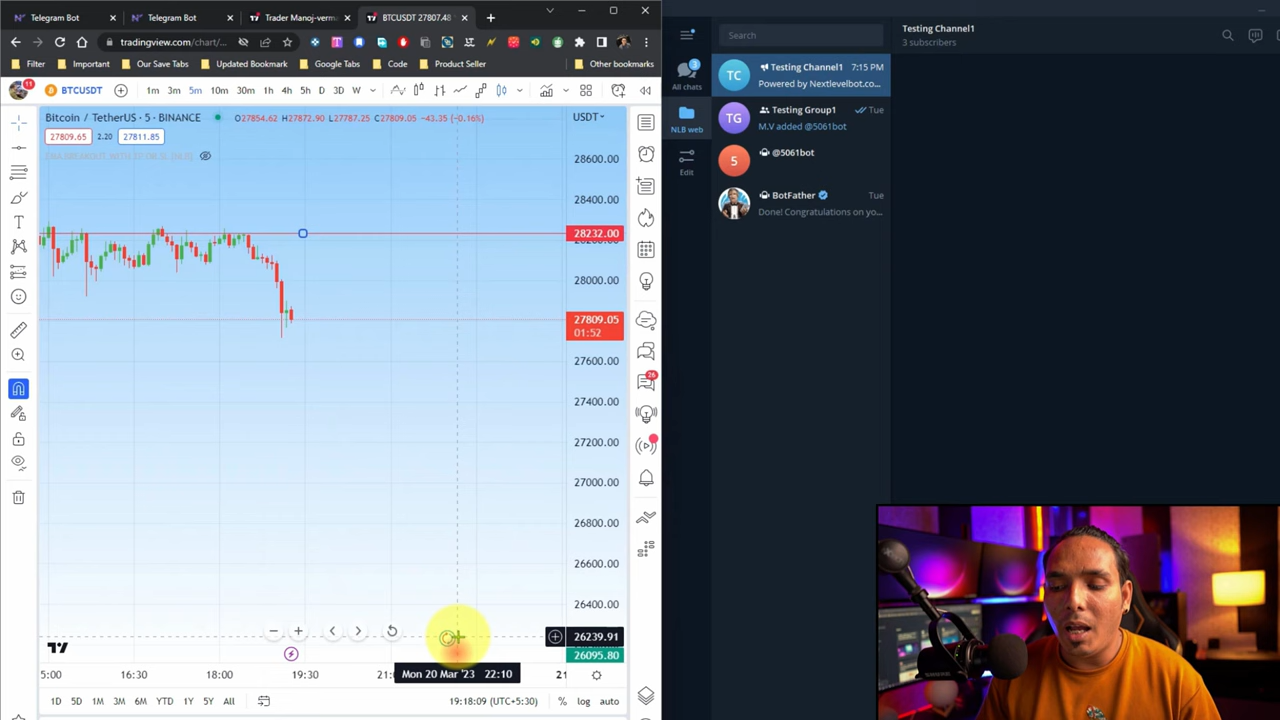 Telegram Bot
Telegram Bot
Trader Manoj-verm
BTCUSDT 27807.48
tradingview.com/chart/...
Filter
Important
Our Save Tabs
Updated Bookmark
Google Tabs
Code
Product Seller
Other bookmarks
11
BTCUSDT
1m 3m 5m 10m 30m 1h 4h 5h D 3D W
Bitcoin / TetherUS · 5 · BINANCE
O27854.62 H27872.90 L27787.25 C27809.05 −43.35 (−0.16%)
USDT
27809.65 2.20 27811.85
28600.00
28400.00
28232.00
28000.00
27809.05
01:52
27600.00
27400.00
27200.00
27000.00
26800.00
26600.00
26400.00
26239.91
26095.80
26
5:00
16:30
18:00
19:30
21:
Mon 20 Mar '23 22:10
21
1D 5D 1M 3M 6M YTD 1Y 5Y All
19:18:09 (UTC+5:30)
% log auto
3
All chats
NLB web
Edit
Search
TC
Testing Channel1
7:15 PM
Powered by Nextlevelbot.co...
TG
Testing Group1
Tue
M.V added @5061bot
5
@5061bot
BotFather
Tue
Done! Congratulations on yo...
Testing Channel1
3 subscribers